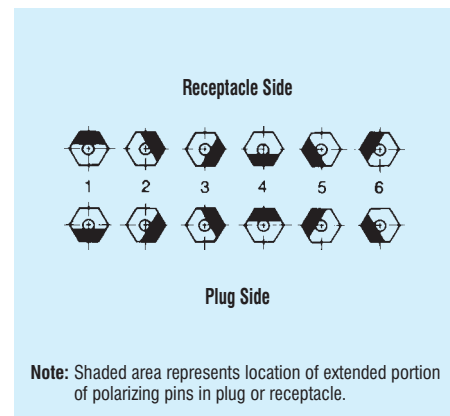 Receptacle Side
1 2 3 4 5 6
Plug Side
Note: Shaded area represents location of extended portion
of polarizing pins in plug or receptacle.